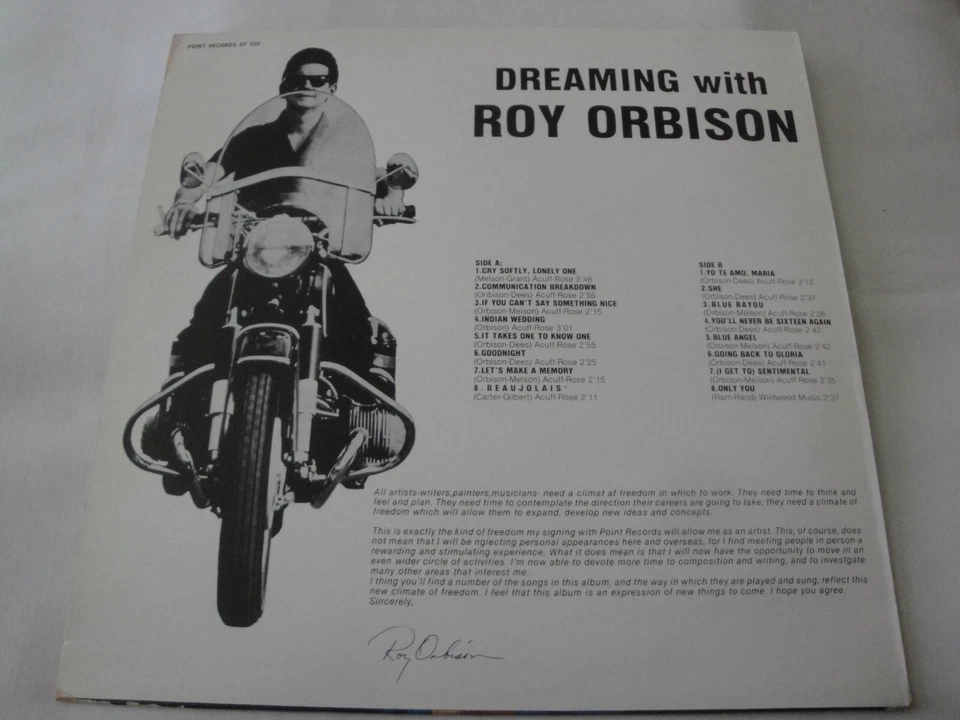 POINT RECORDS GP 250
DREAMING with
ROY ORBISON
SIDE A:
1.CRY SOFTLY, LONELY ONE
(Melson-Grant) Acuff-Rose 2'48
2.COMMUNICATION BREAKDOWN
(Orbison-Dees) Acuff-Rose 2'56
3.IF YOU CAN'T SAY SOMETHING NICE
(Orbison-Melson) Acuff-Rose 2'15
4.INDIAN WEDDING
(Orbison) Acuff-Rose 3'01
5.IT TAKES ONE TO KNOW ONE
(Orbison-Dees) Acuff-Rose 2'55
6.GOODNIGHT
(Orbison-Dees) Acuff-Rose 2'25
7.LET'S MAKE A MEMORY
(Orbison-Melson) Acuff-Rose 2'15
8. BEAUJOLAIS'
(Carter-Gilbert) Acuff-Rose 2'11
SIDE B
1.YO TE AMO, MARIA
(Orbison-Dees) Acuff-Rose 3'12
2.SHE
(Orbison-Dees) Acuff-Rose 2'37
3.BLUE BAYOU
(Orbison-Melson) Acuff-Rose 2'26
4.YOU'LL NEVER BE SIXTEEN AGAIN
(Orbison-Dees) Acuff-Rose 2'42
5.BLUE ANGEL
(Orbison-Melson) Acuff-Rose 2'42
6.GOING BACK TO GLORIA
(Orbison-Dees) Acuff-Rose 2'41
7.(I GET TO) SENTIMENTAL
(Orbison-Melson) Acuff-Rose 2'35
8.ONLY YOU
(Ram-Rand) Wildwood Music 2'37
All artists-writers,painters,musicians- need a climat af freedom in which to work. They need time to think and
feel and plan. They need time to contemplate the direction their careers are going to take; they need a climate of
freedom which will allow them to expand, develop new ideas and concepts.
This is exactly the kind of freedom my signing with Point Records will allow me as an artist. This, of course, does
not mean that I will be nglecting personal appearances here and overseas, for I find meeting people in person a
rewarding and stimulating experience. What it does mean is that I will now have the opportunity to move in an
even wider circle of activities. I'm now able to devote more time to composition and writing, and to invetgate
many other areas that interest me.
I thing you'll find a number of the songs in this album, and the way in which they are played and sung, reflect this
new climate of freedom. I feel that this album is an expression of new things to come. I hope you agree.
Sincerely,
Roy Orbison